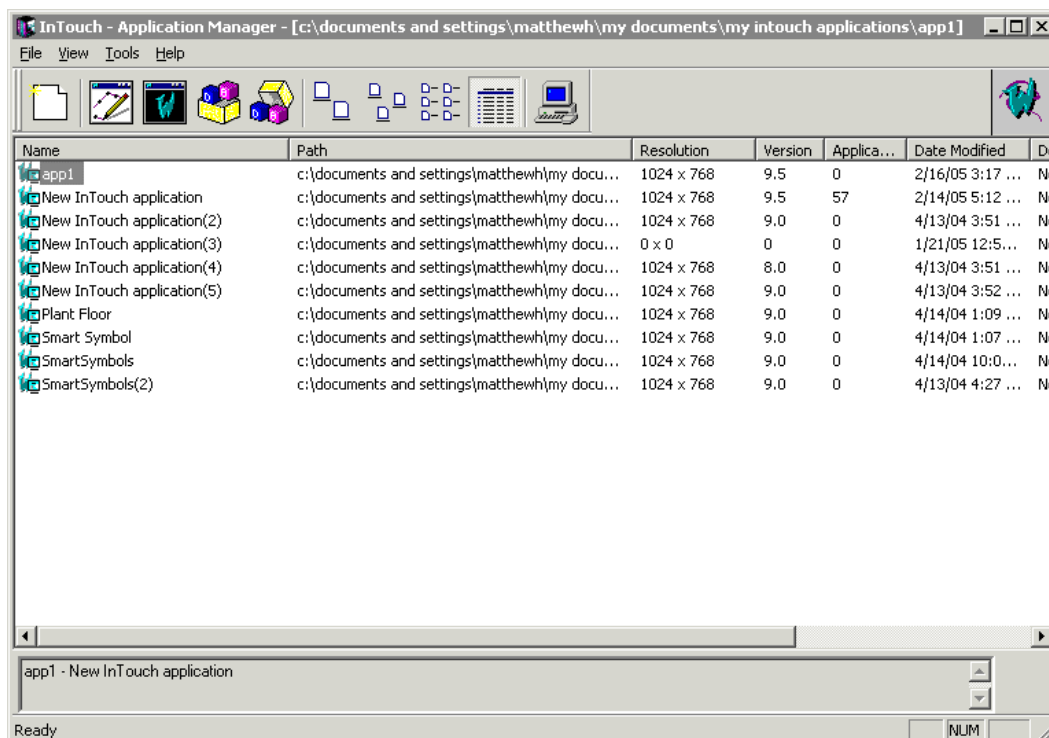 InTouch - Application Manager - [c:\documents and settings\matthewh\my documents\my intouch applications\app1]
File View Tools Help
Name Path Resolution Version Applica... Date Modified D
app1 c:\documents and settings\matthewh\my docu... 1024 x 768 9.5 0 2/16/05 3:17 ... N
New InTouch application c:\documents and settings\matthewh\my docu... 1024 x 768 9.5 57 2/14/05 5:12 ... N
New InTouch application(2) c:\documents and settings\matthewh\my docu... 1024 x 768 9.0 0 4/13/04 3:51 ... N
New InTouch application(3) c:\documents and settings\matthewh\my docu... 0 x 0 0 0 1/21/05 12:5... N
New InTouch application(4) c:\documents and settings\matthewh\my docu... 1024 x 768 8.0 0 4/13/04 3:51 ... N
New InTouch application(5) c:\documents and settings\matthewh\my docu... 1024 x 768 9.0 0 4/13/04 3:52 ... N
Plant Floor c:\documents and settings\matthewh\my docu... 1024 x 768 9.0 0 4/14/04 1:09 ... N
Smart Symbol c:\documents and settings\matthewh\my docu... 1024 x 768 9.0 0 4/14/04 1:07 ... N
SmartSymbols c:\documents and settings\matthewh\my docu... 1024 x 768 9.0 0 4/14/04 10:0... N
SmartSymbols(2) c:\documents and settings\matthewh\my docu... 1024 x 768 9.0 0 4/13/04 4:27 ... N
app1 - New InTouch application
Ready NUM